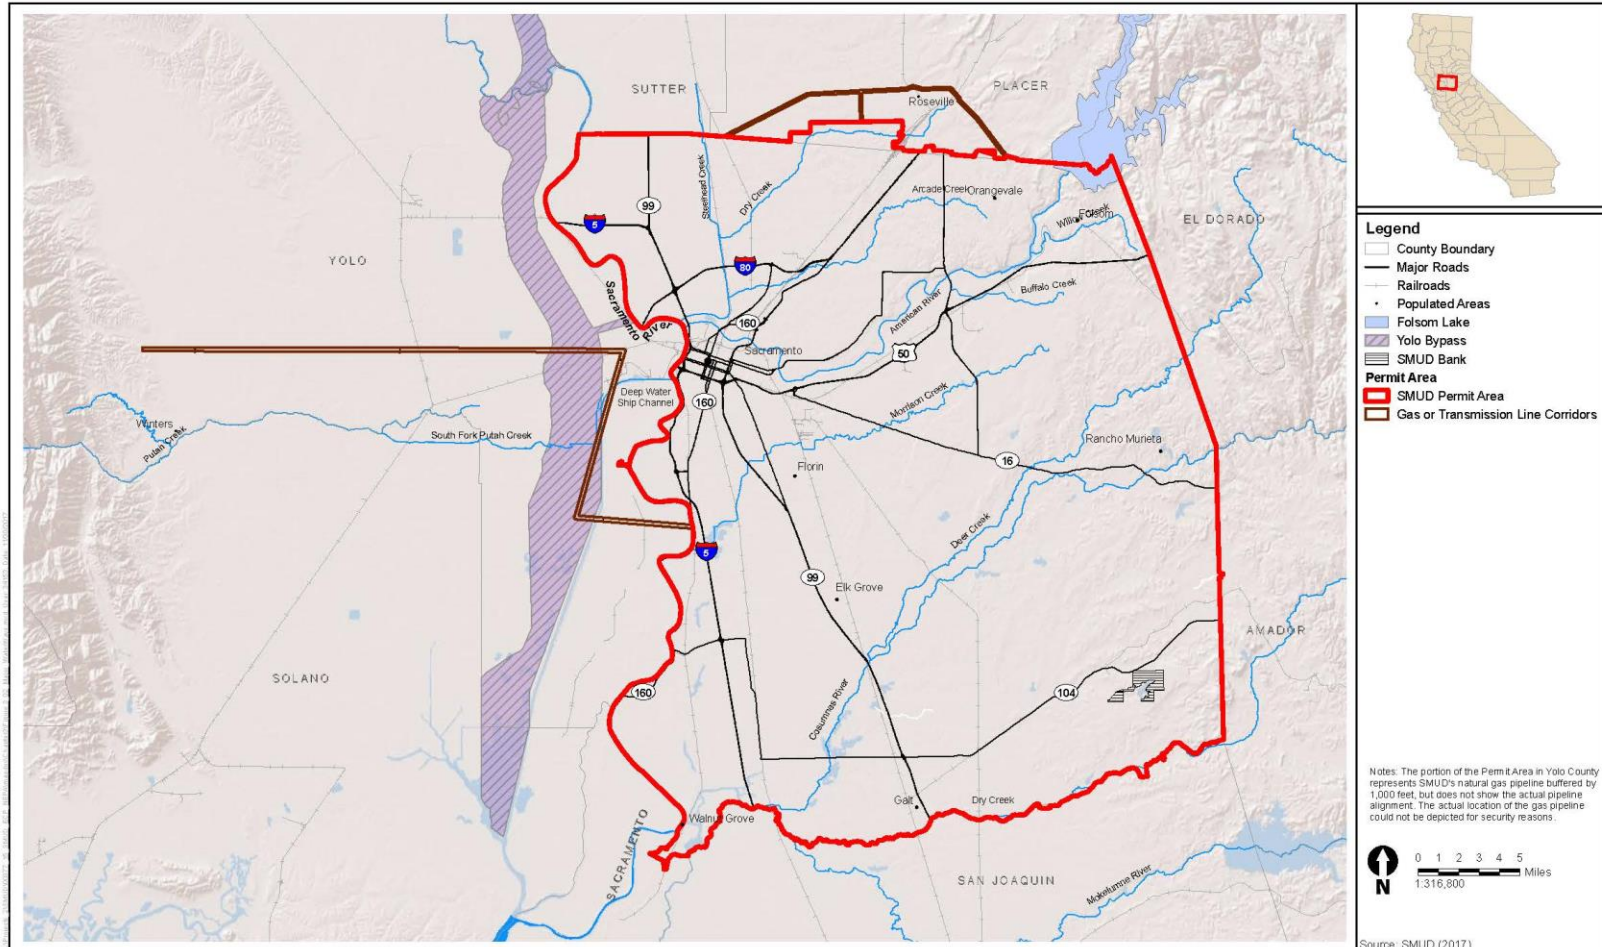 SUTTER
PLACER
Roseville
YOLO
99
5
Steelhead Creek
Dry Creek
Arcade Creek
Orangevale
Willow Creek
Folsom
EL DORADO
80
Sacramento
River
160
American River
Buffalo Creek
Sacramento
50
Deep Water
Ship Channel
160
Morrison Creek
Winters
Putah Creek
South Fork Putah Creek
Florin
Rancho Murieta
16
Deer Creek
5
99
Elk Grove
AMADOR
SOLANO
160
104
Cosumnes River
Galt
Dry Creek
Walnut Grove
SACRAMENTO
SAN JOAQUIN
Mokelumne River
Legend
County Boundary
Major Roads
Railroads
Populated Areas
Folsom Lake
Yolo Bypass
SMUD Bank
Permit Area
SMUD Permit Area
Gas or Transmission Line Corridors
Notes: The portion of the Permit Area in Yolo County
represents SMUD's natural gas pipeline buffered by
1,000 feet, but does not show the actual pipeline
alignment. The actual location of the gas pipeline
could not be depicted for security reasons.
N
0 1 2 3 4 5
Miles
1:316,800
Source: SMUD (2017)